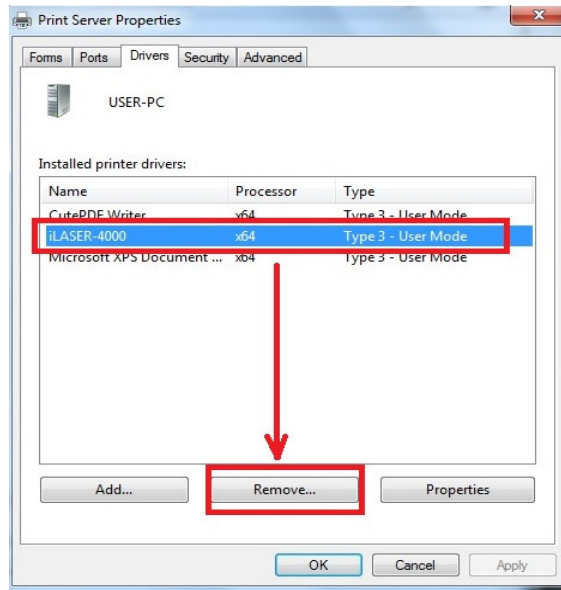 Print Server Properties
Forms Ports Drivers Security Advanced
USER-PC
Installed printer drivers:
Name Processor Type
CutePDF Writer x64 Type 3 - User Mode
iLASER-4000 x64 Type 3 - User Mode
Microsoft XPS Document ... x64 Type 3 - User Mode
Add... Remove... Properties
OK Cancel Apply